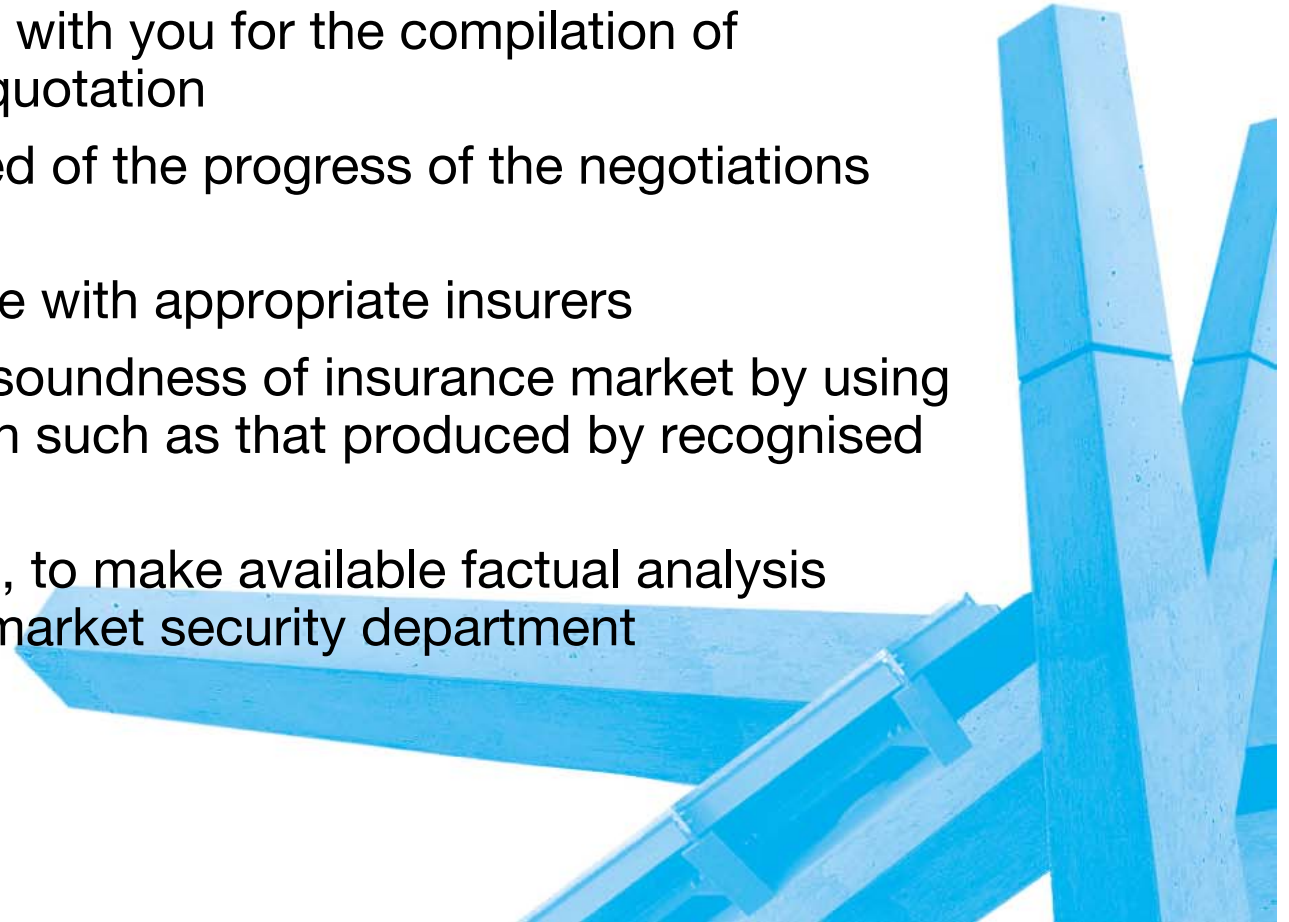 with you for the compilation of
quotation
ed of the progress of the negotiations
e with appropriate insurers
soundness of insurance market by using
n such as that produced by recognised
, to make available factual analysis
market security department